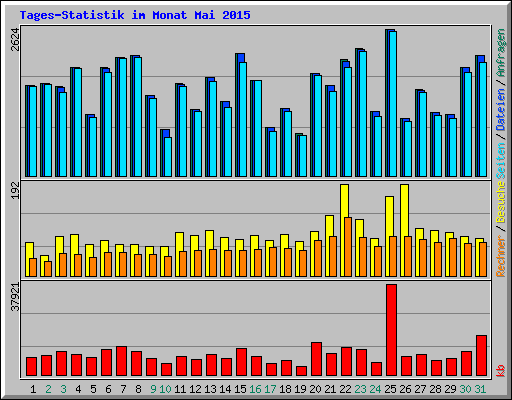 Tages-Statistik im Monat Mai 2015
2624
192
37921
Rechner / Besuche Seiten / Dateien / Anfragen
kb
1 2 3 4 5 6 7 8 9 10 11 12 13 14 15 16 17 18 19 20 21 22 23 24 25 26 27 28 29 30 31